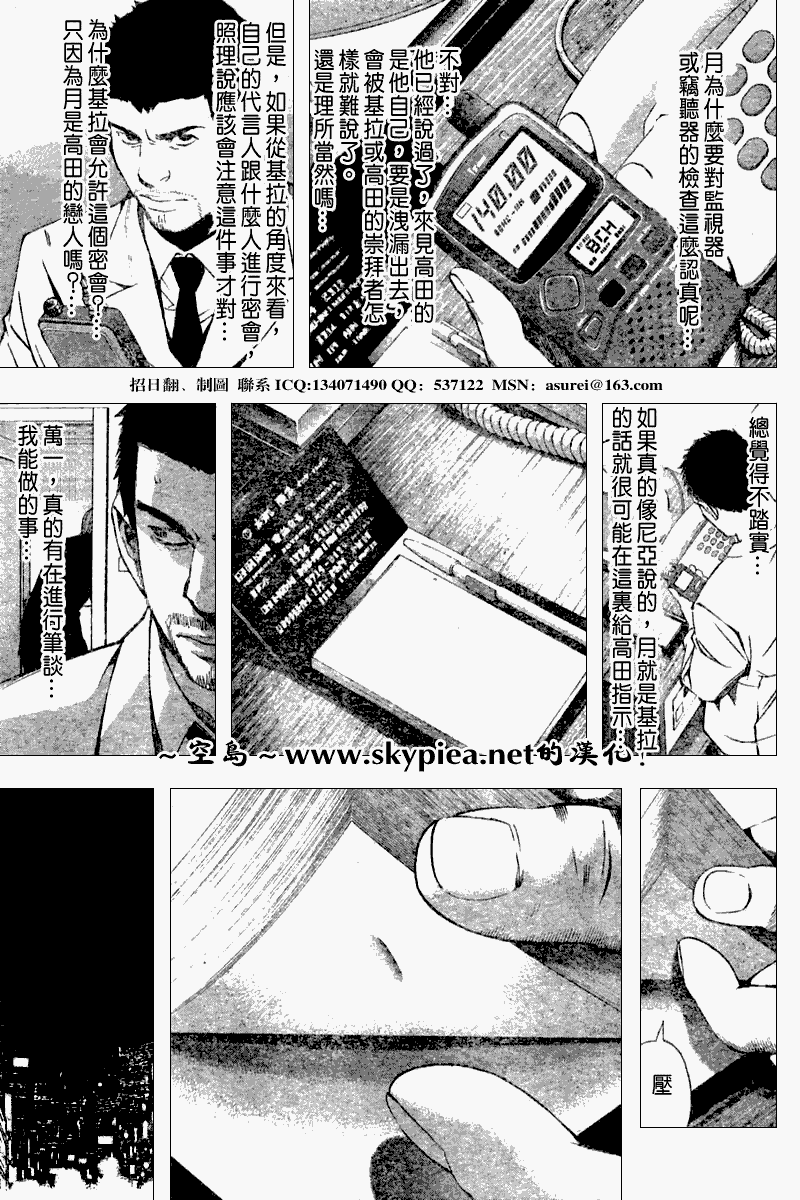 月為什麼要對監視器
或竊聽器的檢查這麼認真呢…
不對…
他已經說過了，來見高田的
是他自己，要是洩漏出去，
會被基拉或高田的崇拜者怎
樣就難說了。
還是理所當然嗎…
14000
8CH
但是，如果從基拉的角度來看，
自己的代言人跟什麼人進行密會，
照理說應該會注意這件事才對…
為什麼基拉會允許這個密會？…
只因為月是高田的戀人嗎？…
招日翻、制圖 聯系 ICQ:134071490 QQ：537122 MSN：asurei@163.com
總覺得不踏實…
如果真的像尼亞說的，月就是基拉
的話就很可能在這裏給高田指示…
萬一，真的有在進行筆談…
我能做的事…
~空島~www.skypiea.net的漢化!
壓